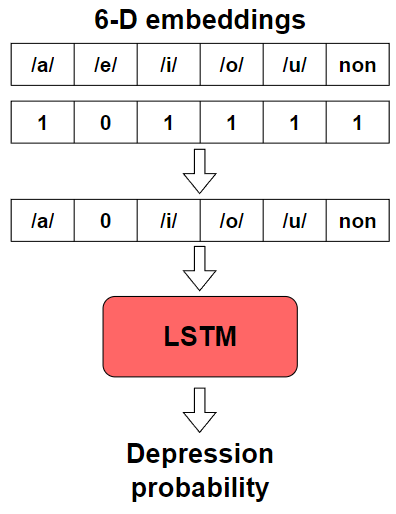 6-D embeddings
/a/ /e/ /i/ /o/ /u/ non
1 0 1 1 1 1
/a/ 0 /i/ /o/ /u/ non
LSTM
Depression
probability